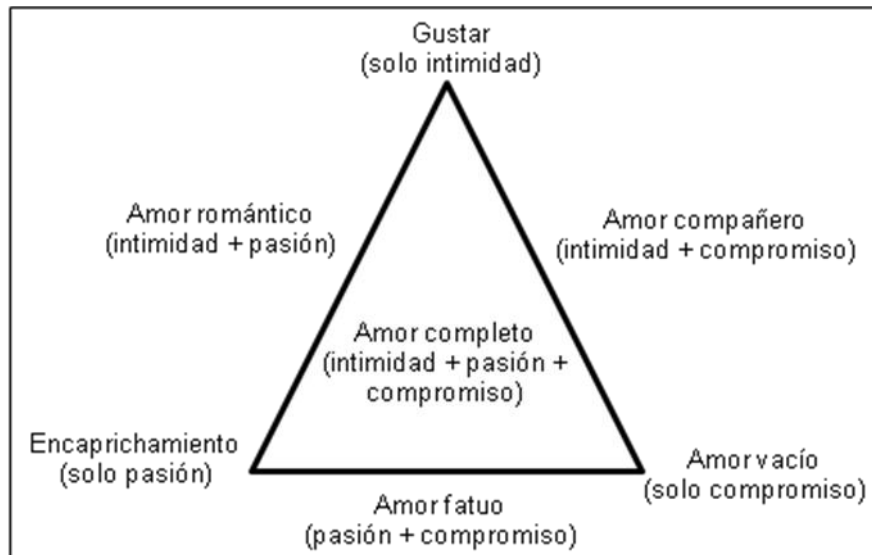 Gustar
(solo intimidad)
Amor romántico
(intimidad + pasión)
Amor compañero
(intimidad + compromiso)
Amor completo
(intimidad + pasión +
compromiso)
Encaprichamiento
(solo pasión)
Amor vacío
(solo compromiso)
Amor fatuo
(pasión + compromiso)